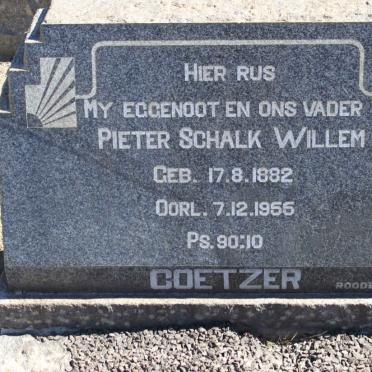 HIER RUS
MY EGGENOOT EN ONS VADER
PIETER SCHALK WILLEM
GEB. 17.8.1882
OORL. 7.12.1955
PS. 90:10
COETZER